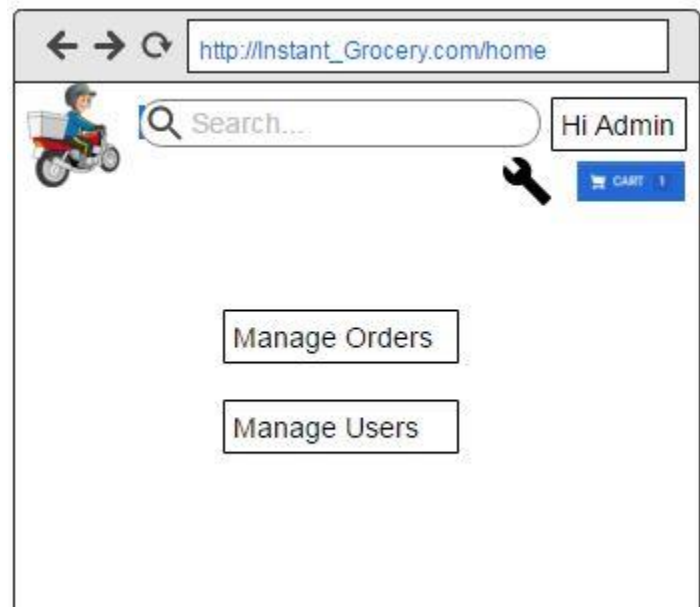 http://Instant_Grocery.com/home
Search...
Hi Admin
CART 1
Manage Orders
Manage Users